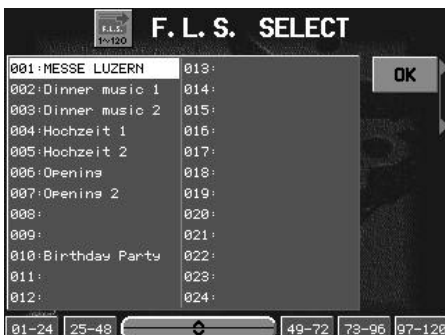 F.L.S.
1~120
F. L. S. SELECT
001:MESSE LUZERN
002:Dinner music 1
003:Dinner music 2
004:Hochzeit 1
005:Hochzeit 2
006:Opening
007:Opening 2
008:
009:
010:Birthday Party
011:
012:
013:
014:
015:
016:
017:
018:
019:
020:
021:
022:
023:
024:
OK
01-24 25-48 49-72 73-96 97-120